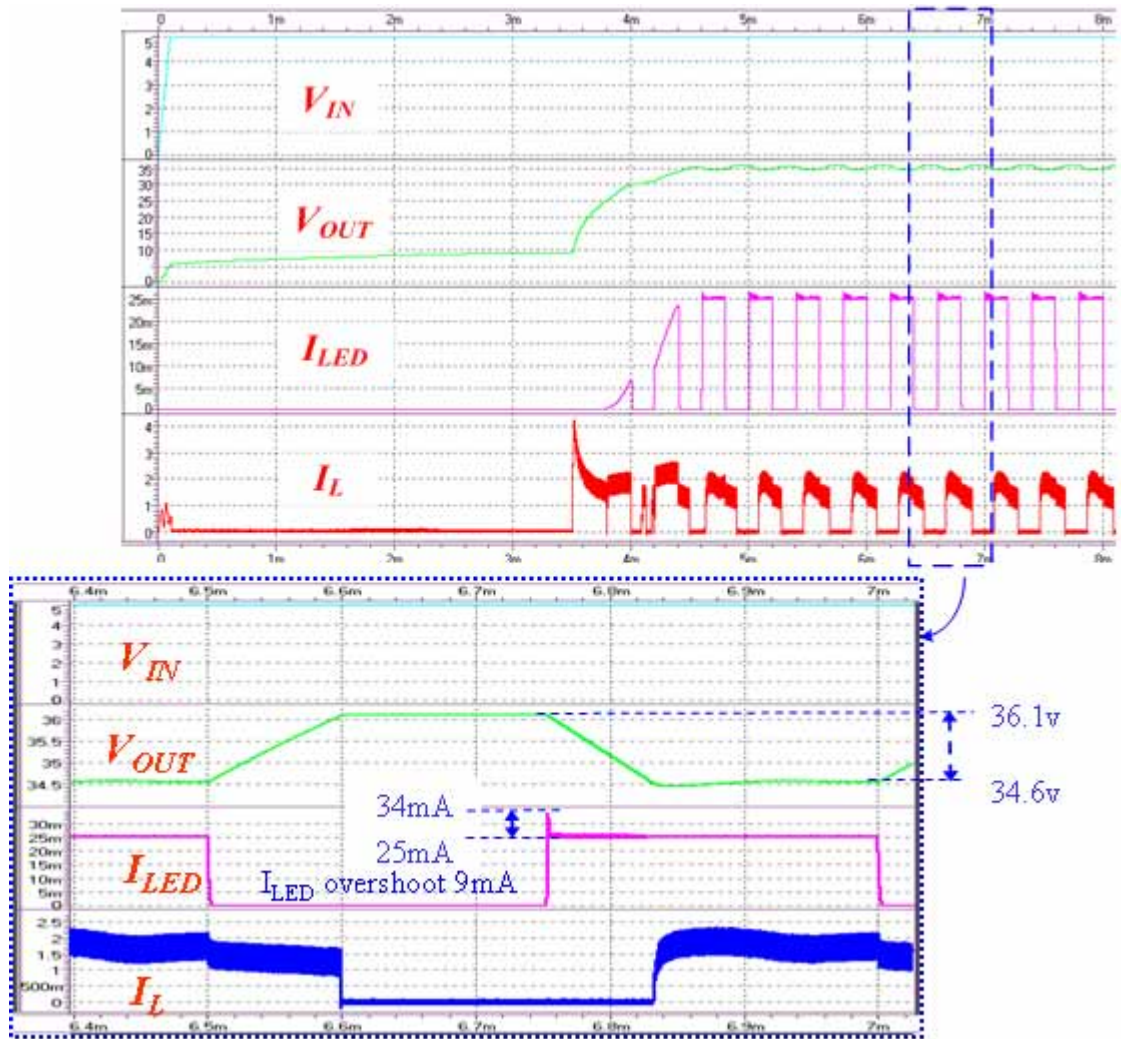 0 1m 2m 3m 4m 5m 6m 7m 8m
5
4
3
2
1
0
V_IN
35
30
25
20
15
10
5
0
V_OUT
25m
20m
15m
10m
5m
0
I_LED
4
3
2
1
0
I_L
0 1m 2m 3m 4m 5m 6m 7m 8m
6.4m 6.5m 6.6m 6.7m 6.8m 6.9m 7m
5
4
3
2
1
0
V_IN
36
35.5
35
34.5
V_OUT
36.1v
34.6v
30m
25m
20m
15m
10m
5m
0
I_LED
34mA
25mA
I_LED overshoot 9mA
2.5
2
1.5
1
500m
0
I_L
6.4m 6.5m 6.6m 6.7m 6.8m 6.9m 7m